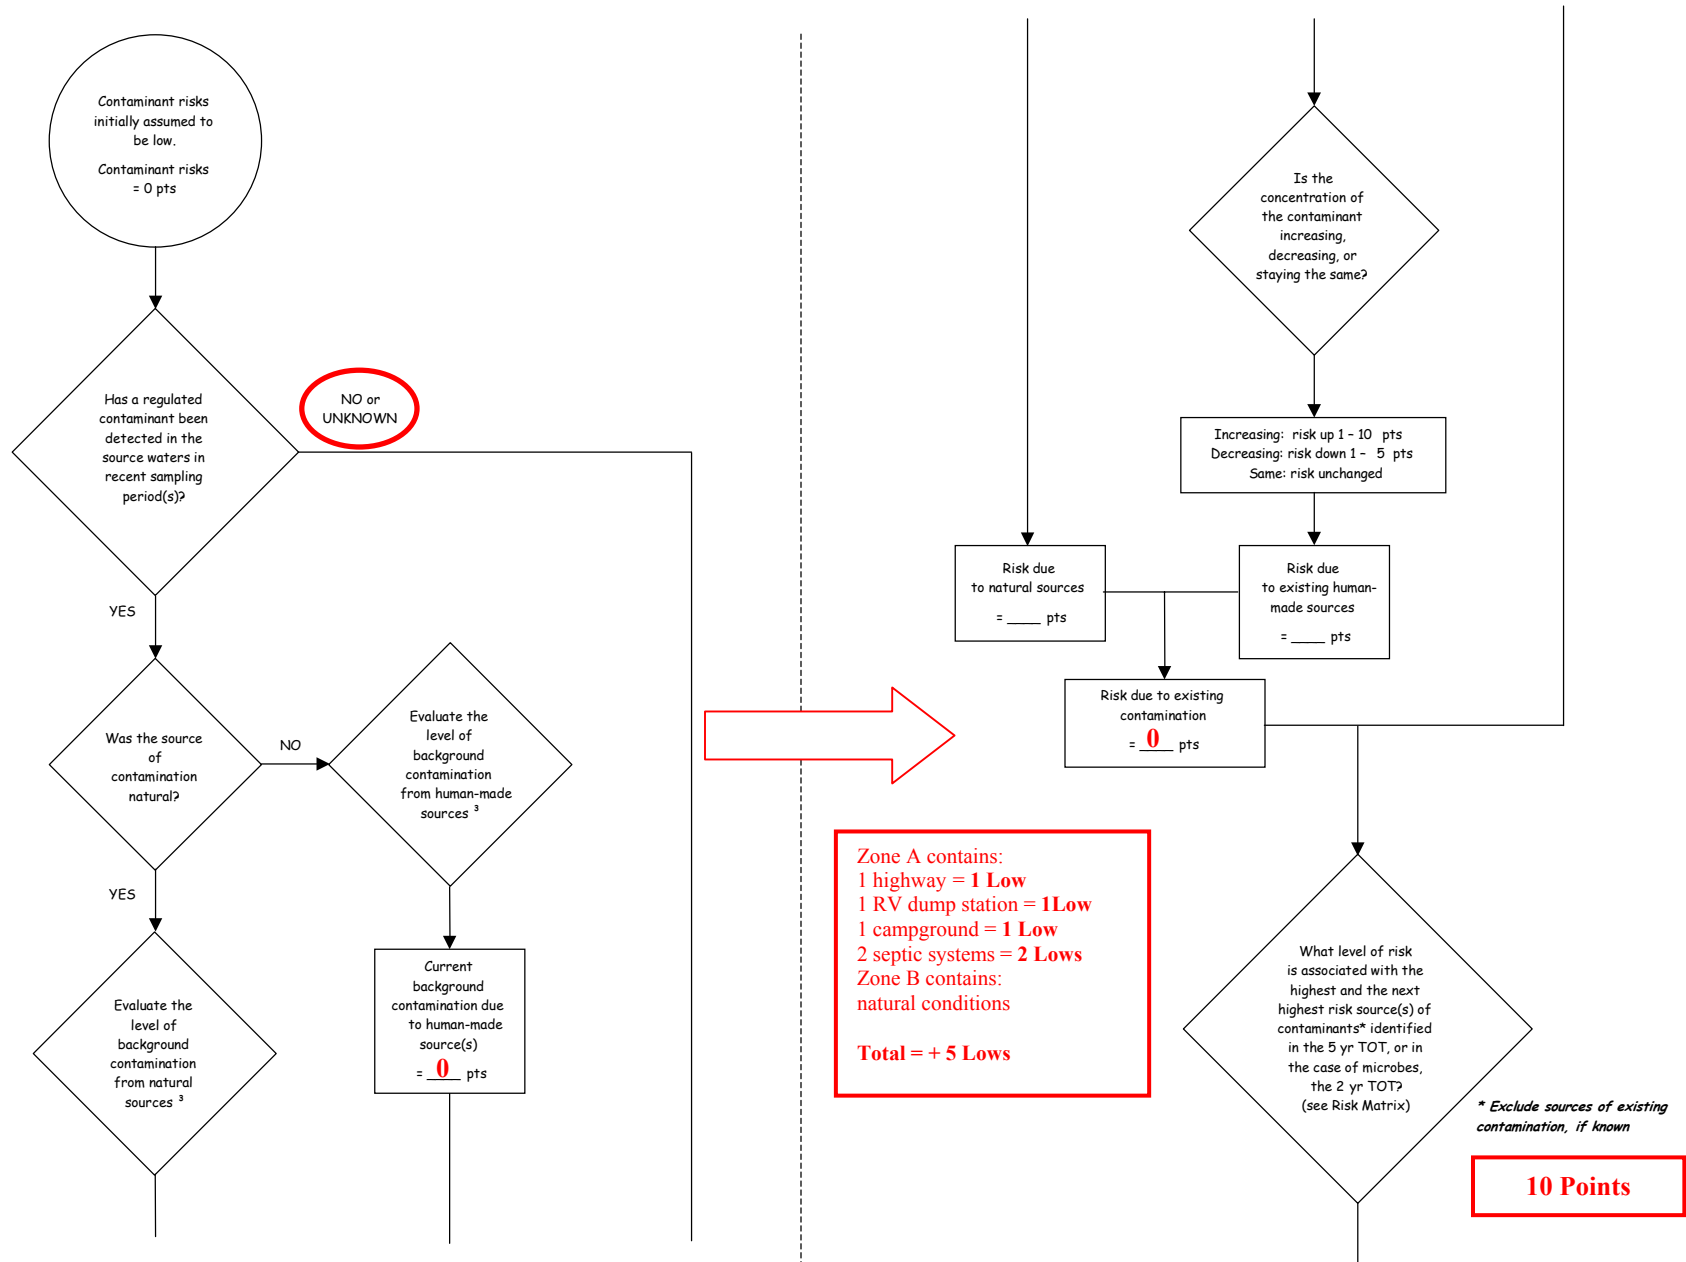 Contaminant risks
initially assumed to
be low.
Contaminant risks
= 0 pts
Has a regulated
contaminant been
detected in the
source waters in
recent sampling
period(s)?
NO or
UNKNOWN
YES
Was the source
of
contamination
natural?
NO
Evaluate the
level of
background
contamination
from human-made
sources ³
YES
Evaluate the
level of
background
contamination
from natural
sources ³
Current
background
contamination due
to human-made
source(s)
= 0 pts
Is the
concentration of
the contaminant
increasing,
decreasing, or
staying the same?
Increasing: risk up 1 – 10 pts
Decreasing: risk down 1 – 5 pts
Same: risk unchanged
Risk due
to natural sources
= ____ pts
Risk due
to existing human-
made sources
= ____ pts
Risk due to existing
contamination
= 0 pts
Zone A contains:
1 highway = 1 Low
1 RV dump station = 1Low
1 campground = 1 Low
2 septic systems = 2 Lows
Zone B contains:
natural conditions
Total = + 5 Lows
What level of risk
is associated with the
highest and the next
highest risk source(s) of
contaminants* identified
in the 5 yr TOT, or in
the case of microbes,
the 2 yr TOT?
(see Risk Matrix)
* Exclude sources of existing
contamination, if known
10 Points